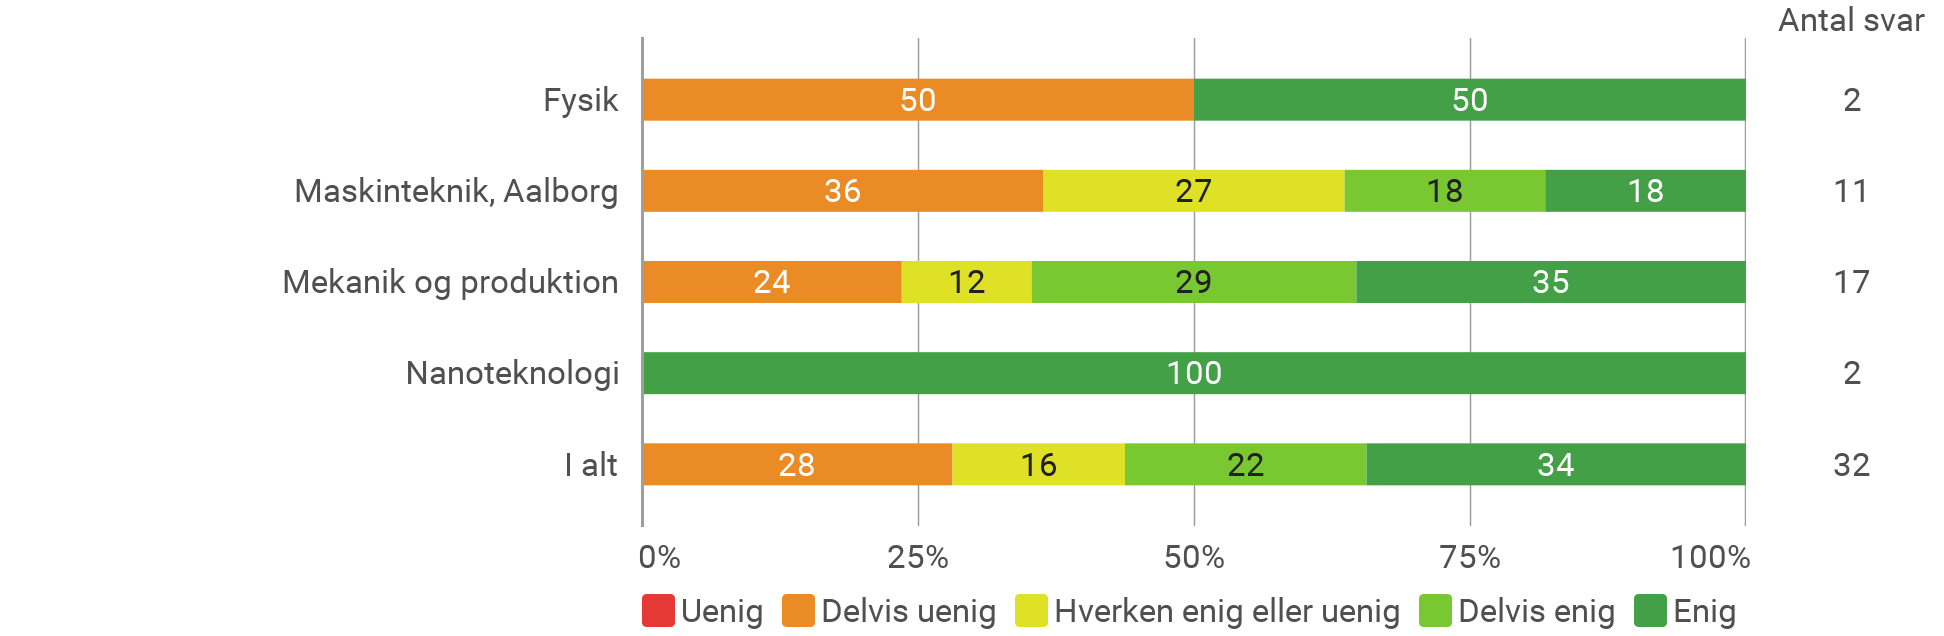 Antal svar
Fysik 50 50 2
Maskinteknik, Aalborg 36 27 18 18 11
Mekanik og produktion 24 12 29 35 17
Nanoteknologi 100 2
I alt 28 16 22 34 32
0% 25% 50% 75% 100%
Uenig Delvis uenig Hverken enig eller uenig Delvis enig Enig